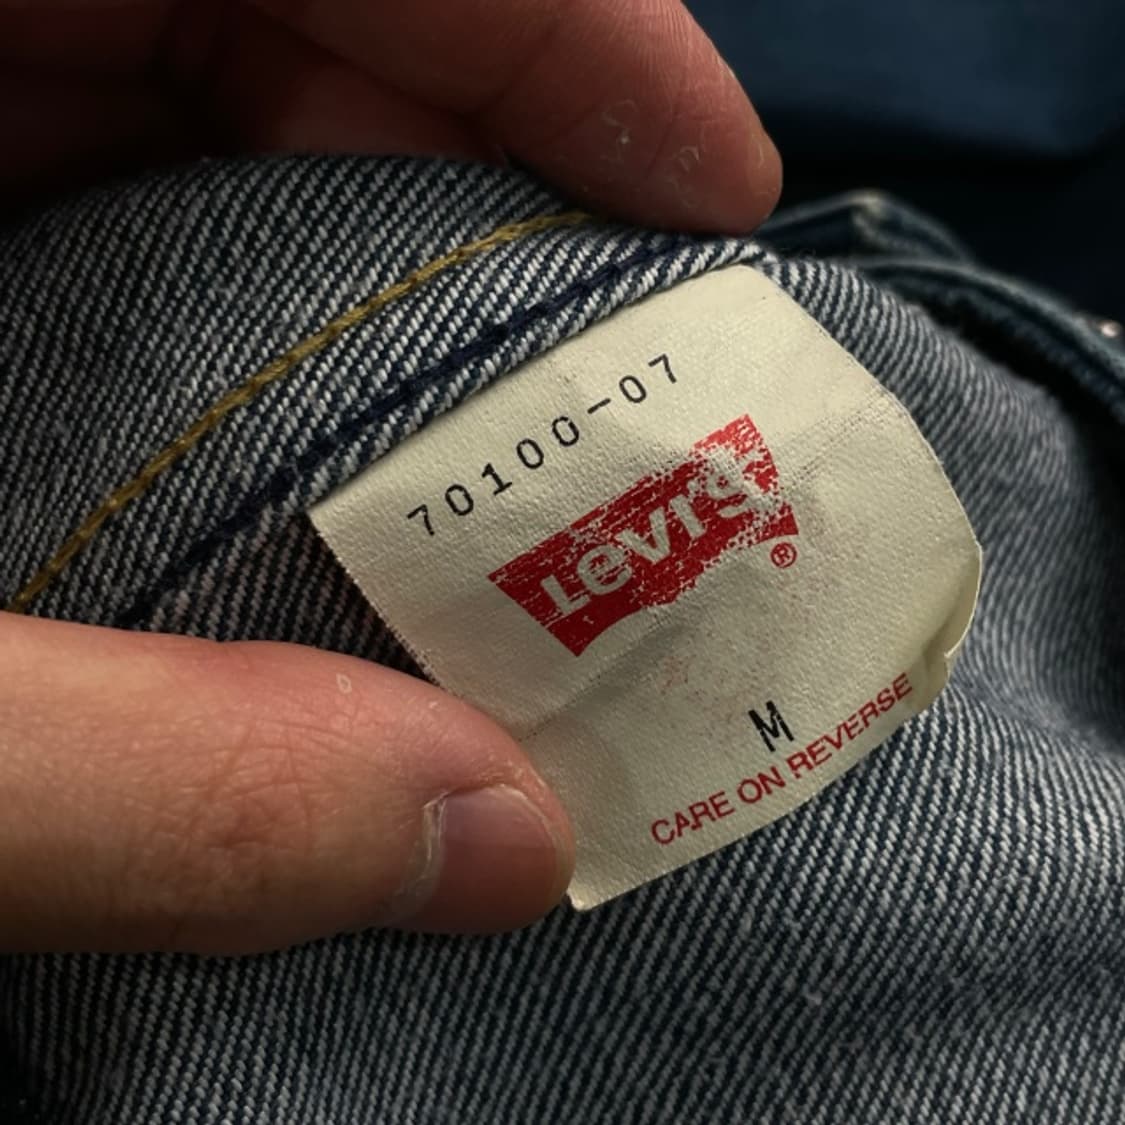 70100-07
Levi's
®
M
CARE ON REVERSE